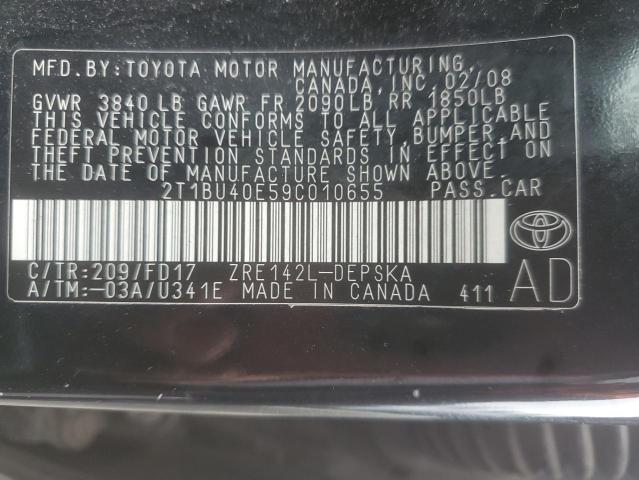 MFD.BY:TOYOTA MOTOR MANUFACTURING,
CANADA, INC. 02/08
GVWR 3840 LB GAWR FR 2090LB, RR 1850LB
THIS VEHICLE CONFORMS TO ALL APPLICABLE
FEDERAL MOTOR VEHICLE SAFETY, BUMPER, AND
THEFT PREVENTION STANDARDS IN EFFECT ON
THE DATE OF MANUFACTURE SHOWN ABOVE.
2T1BU40E59C010655 PASS.CAR
C/TR:209/FD17 ZRE142L-DEPSKA
A/TM:-03A/U341E MADE IN CANADA 411
AD